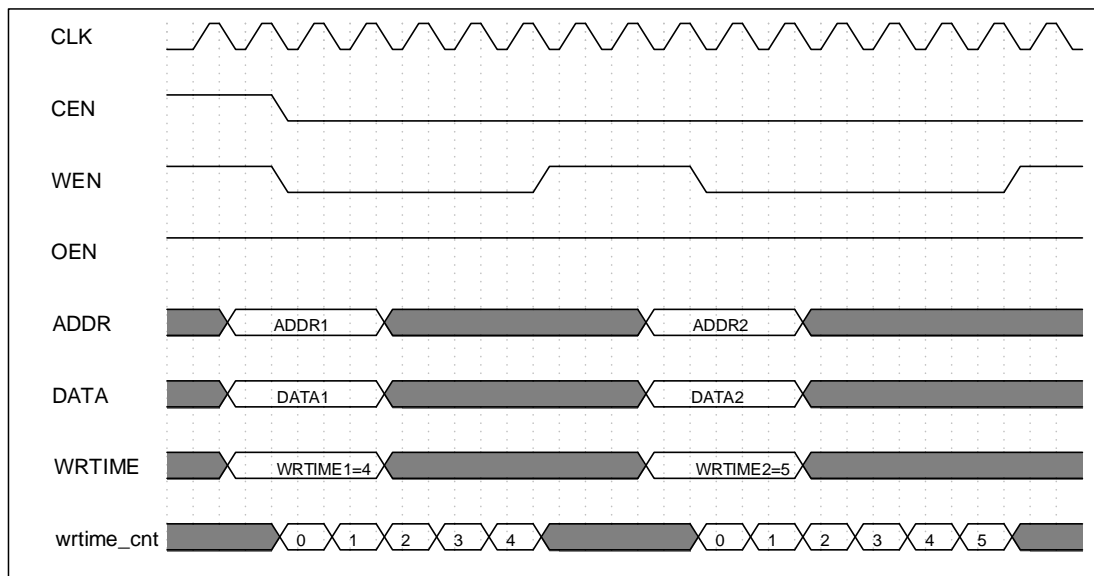 CLK
CEN
WEN
OEN
ADDR ADDR1 ADDR2
DATA DATA1 DATA2
WRTIME WRTIME1=4 WRTIME2=5
wrtime_cnt 0 1 2 3 4 0 1 2 3 4 5